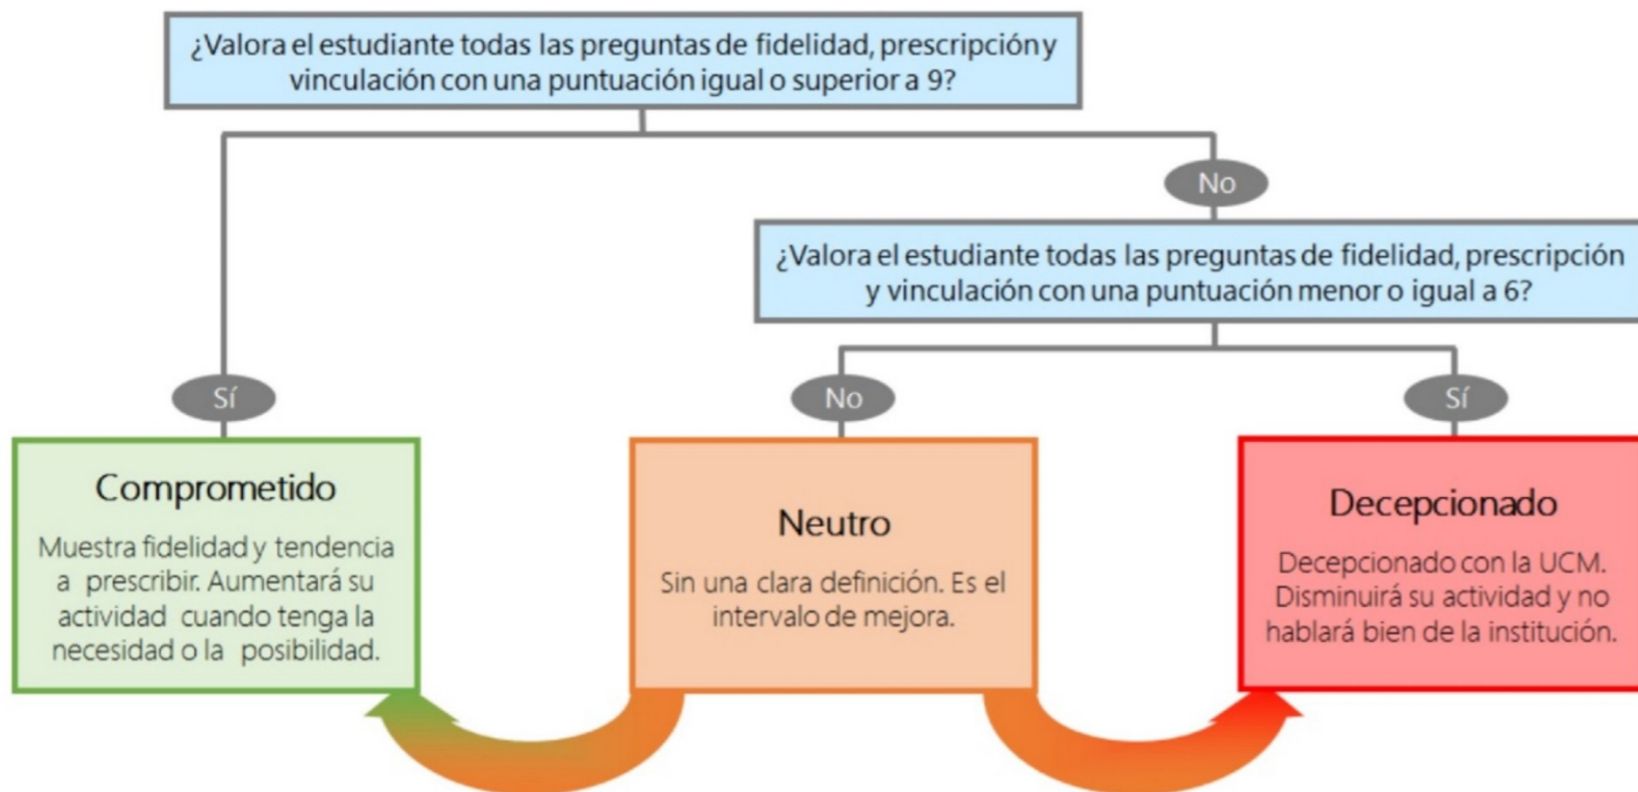 ¿Valora el estudiante todas las preguntas de fidelidad, prescripción y
vinculación con una puntuación igual o superior a 9?
No
¿Valora el estudiante todas las preguntas de fidelidad, prescripción
y vinculación con una puntuación menor o igual a 6?
Sí
No
Sí
Comprometido
Muestra fidelidad y tendencia
a prescribir. Aumentará su
actividad cuando tenga la
necesidad o la posibilidad.
Neutro
Sin una clara definición. Es el
intervalo de mejora.
Decepcionado
Decepcionado con la UCM.
Disminuirá su actividad y no
hablará bien de la institución.